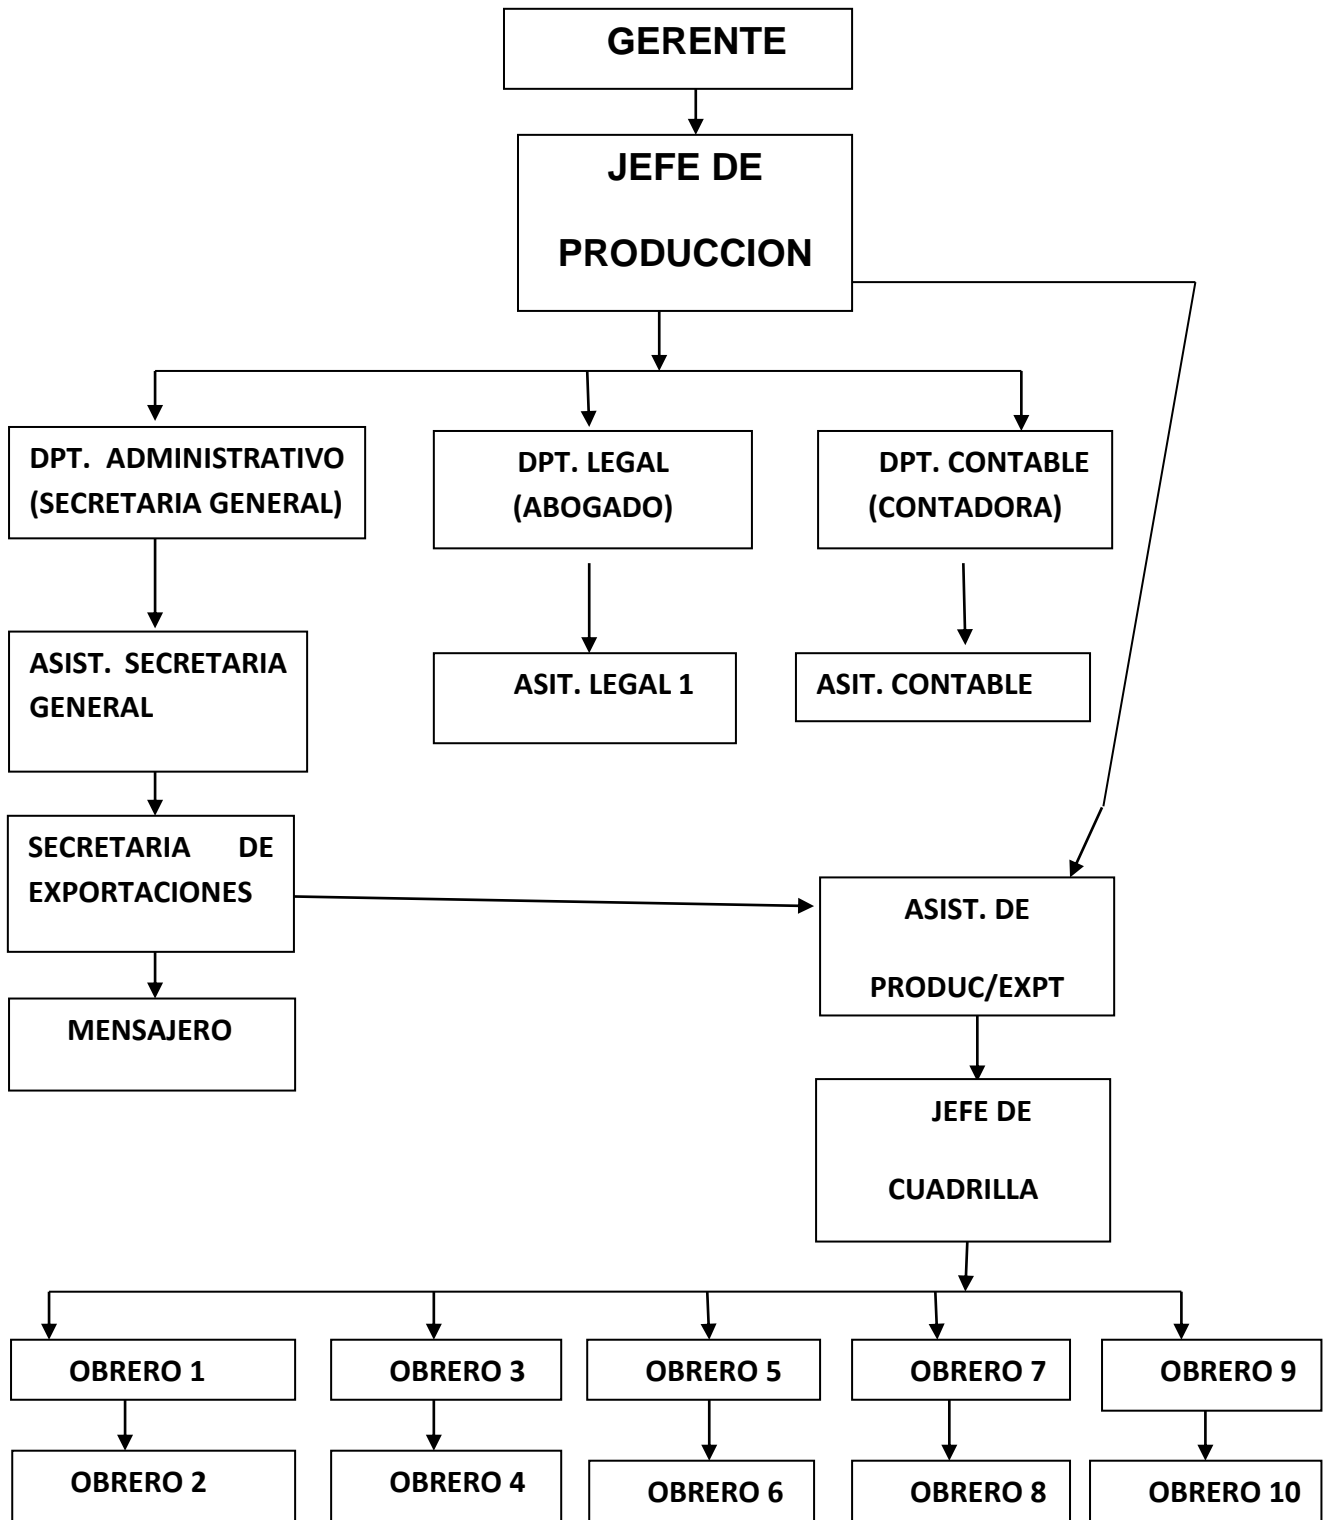 GERENTE
JEFE DE
PRODUCCION
DPT. ADMINISTRATIVO
(SECRETARIA GENERAL)
DPT. LEGAL
(ABOGADO)
DPT. CONTABLE
(CONTADORA)
ASIST. SECRETARIA
GENERAL
ASIT. LEGAL 1
ASIT. CONTABLE
SECRETARIA DE
EXPORTACIONES
ASIST. DE
PRODUC/EXPT
MENSAJERO
JEFE DE
CUADRILLA
OBRERO 1
OBRERO 3
OBRERO 5
OBRERO 7
OBRERO 9
OBRERO 2
OBRERO 4
OBRERO 6
OBRERO 8
OBRERO 10